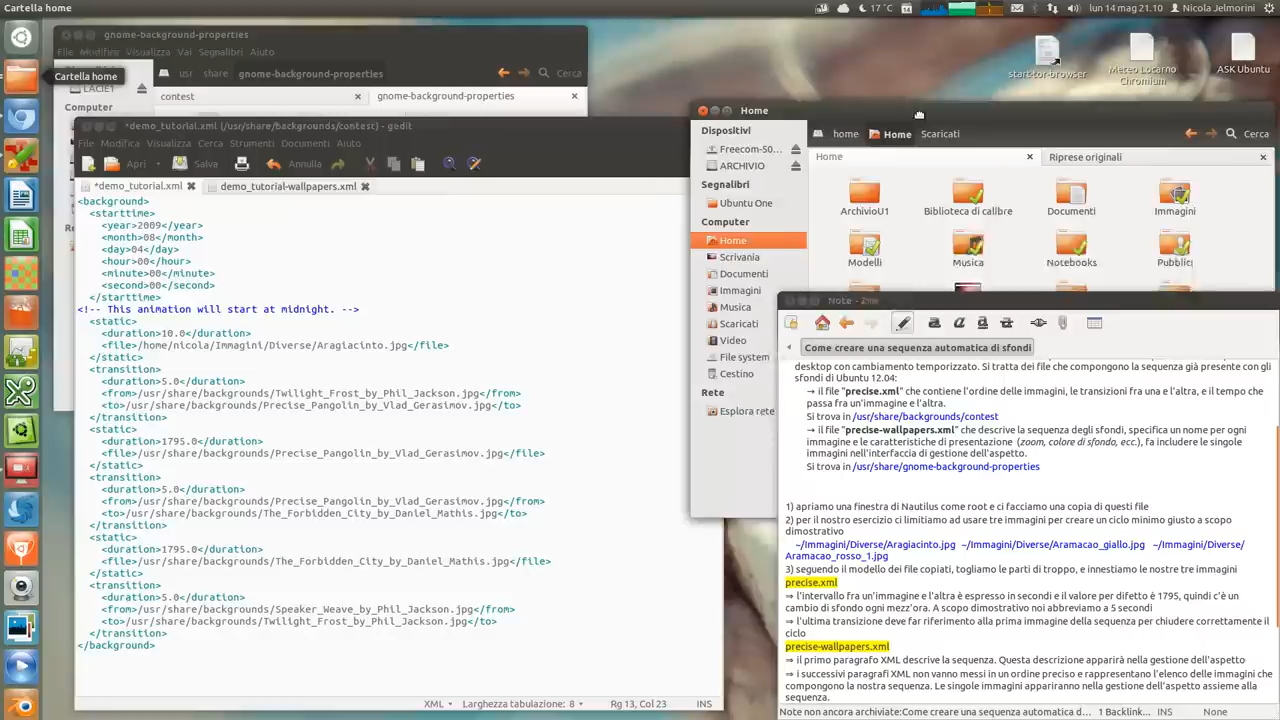 Cartella home
17 °C
lun 14 mag 21.10
Nicola Jelmorini
gnome-background-properties
File Modifica Visualizza Vai Segnalibri Aiuto
Cartella home
LACIE1
Computer
usr share gnome-background-properties
Cerca
contest
gnome-background-properties
*demo_tutorial.xml (/usr/share/backgrounds/contest) - gedit
File Modifica Visualizza Cerca Strumenti Documenti Aiuto
Apri
Salva
Annulla
*demo_tutorial.xml
demo_tutorial-wallpapers.xml
<background>
<starttime>
<year>2009</year>
<month>08</month>
<day>04</day>
<hour>00</hour>
<minute>00</minute>
<second>00</second>
</starttime>
<!-- This animation will start at midnight. -->
<static>
<duration>10.0</duration>
<file>/home/nicola/Immagini/Diverse/Aragiacinto.jpg</file>
</static>
<transition>
<duration>5.0</duration>
<from>/usr/share/backgrounds/Twilight_Frost_by_Phil_Jackson.jpg</from>
<to>/usr/share/backgrounds/Precise_Pangolin_by_Vlad_Gerasimov.jpg</to>
</transition>
<static>
<duration>1795.0</duration>
<file>/usr/share/backgrounds/Precise_Pangolin_by_Vlad_Gerasimov.jpg</file>
</static>
<transition>
<duration>5.0</duration>
<from>/usr/share/backgrounds/Precise_Pangolin_by_Vlad_Gerasimov.jpg</from>
<to>/usr/share/backgrounds/The_Forbidden_City_by_Daniel_Mathis.jpg</to>
</transition>
<static>
<duration>1795.0</duration>
<file>/usr/share/backgrounds/The_Forbidden_City_by_Daniel_Mathis.jpg</file>
</static>
<transition>
<duration>5.0</duration>
<from>/usr/share/backgrounds/Speaker_Weave_by_Phil_Jackson.jpg</from>
<to>/usr/share/backgrounds/Twilight_Frost_by_Phil_Jackson.jpg</to>
</transition>
</background>
XML
Larghezza tabulazione: 8
Rg 13, Col 23
INS
start-tor-browser
Meteo Locarno
Chromium
ASK Ubuntu
Home
Dispositivi
Freecom-50...
ARCHIVIO
Segnalibri
Ubuntu One
Computer
Home
Scrivania
Documenti
Immagini
Musica
Scaricati
Video
File system
Cestino
Rete
Esplora rete
home Home Scaricati
Cerca
Home
Riprese originali
ArchivioU1
Biblioteca di calibre
Documenti
Immagini
Modelli
Musica
Notebooks
Pubblici
Note - Zim
Come creare una sequenza automatica di sfondi
desktop con cambiamento temporizzato. Si tratta dei file che compongono la sequenza già presente con gli
sfondi di Ubuntu 12.04:
→ il file "precise.xml" che contiene l'ordine delle immagini, le transizioni fra una e l'altra, e il tempo che
passa fra un'immagine e l'altra.
Si trova in /usr/share/backgrounds/contest
→ il file "precise-wallpapers.xml" che descrive la sequenza degli sfondi, specifica un nome per ogni
immagine e le caratteristiche di presentazione (zoom, colore di sfondo, ecc.), fa includere le singole
immagini nell'interfaccia di gestione dell'aspetto.
Si trova in /usr/share/gnome-background-properties
1) apriamo una finestra di Nautilus come root e ci facciamo una copia di questi file
2) per il nostro esercizio ci limitiamo ad usare tre immagini per creare un ciclo minimo giusto a scopo
dimostrativo
~/Immagini/Diverse/Aragiacinto.jpg ~/Immagini/Diverse/Aramacao_giallo.jpg ~/Immagini/Diverse/
Aramacao_rosso_1.jpg
3) seguendo il modello dei file copiati, togliamo le parti di troppo, e innestiamo le nostre tre immagini
precise.xml
⇒ l'intervallo fra un'immagine e l'altra è espresso in secondi e il valore per difetto è 1795, quindi c'è un
cambio di sfondo ogni mezz'ora. A scopo dimostrativo noi abbreviamo a 5 secondi
⇒ l'ultima transizione deve far riferimento alla prima immagine della sequenza per chiudere correttamente il
ciclo
precise-wallpapers.xml
⇒ il primo paragrafo XML descrive la sequenza. Questa descrizione apparirà nella gestione dell'aspetto
⇒ i successivi paragrafi XML non vanno messi in un ordine preciso e rappresentano l'elenco delle immagini che
compongono la nostra sequenza. Le singole immagini appariranno nella gestione dell'aspetto assieme alla
sequenza.
Note non ancora archiviate:Come creare una sequenza automatica d...
1 Backlink...
INS
None